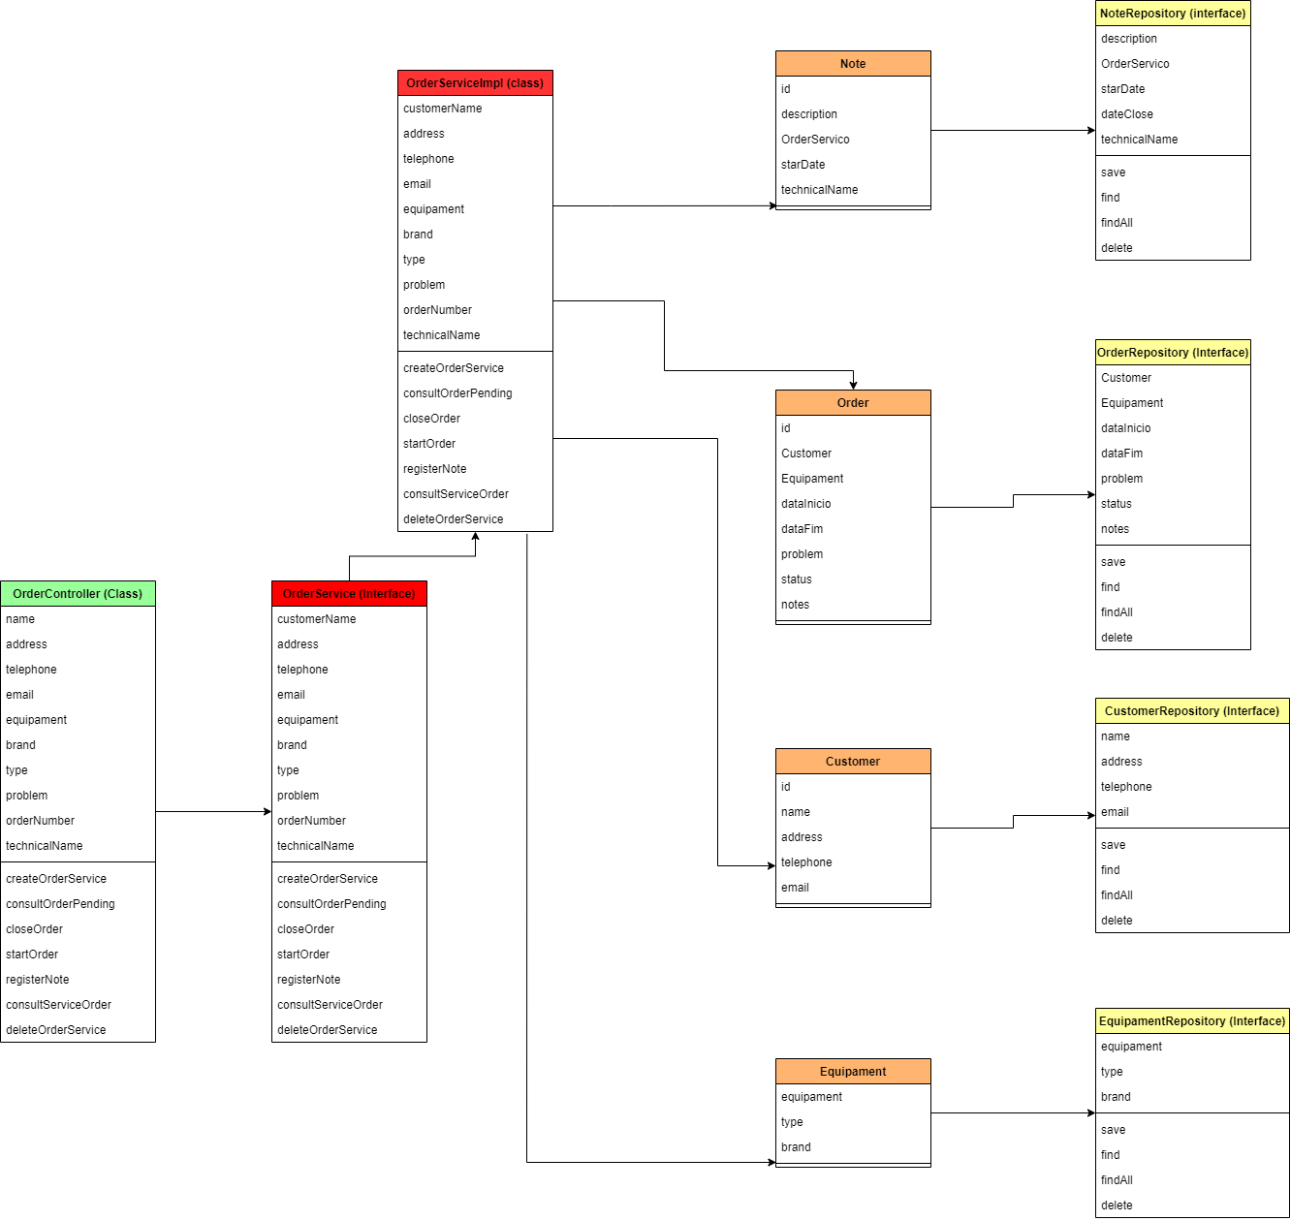 OrderController (Class)
name
address
telephone
email
equipament
brand
type
problem
orderNumber
technicalName
createOrderService
consultOrderPending
closeOrder
startOrder
registerNote
consultServiceOrder
deleteOrderService
OrderService (Interface)
customerName
address
telephone
email
equipament
brand
type
problem
orderNumber
technicalName
createOrderService
consultOrderPending
closeOrder
startOrder
registerNote
consultServiceOrder
deleteOrderService
OrderServiceImpl (class)
customerName
address
telephone
email
equipament
brand
type
problem
orderNumber
technicalName
createOrderService
consultOrderPending
closeOrder
startOrder
registerNote
consultServiceOrder
deleteOrderService
Note
id
description
OrderServico
starDate
technicalName
NoteRepository (interface)
description
OrderServico
starDate
dateClose
technicalName
save
find
findAll
delete
Order
id
Customer
Equipament
dataInicio
dataFim
problem
status
notes
OrderRepository (Interface)
Customer
Equipament
dataInicio
dataFim
problem
status
notes
save
find
findAll
delete
Customer
id
name
address
telephone
email
CustomerRepository (Interface)
name
address
telephone
email
save
find
findAll
delete
Equipament
equipament
type
brand
EquipamentRepository (Interface)
equipament
type
brand
save
find
findAll
delete